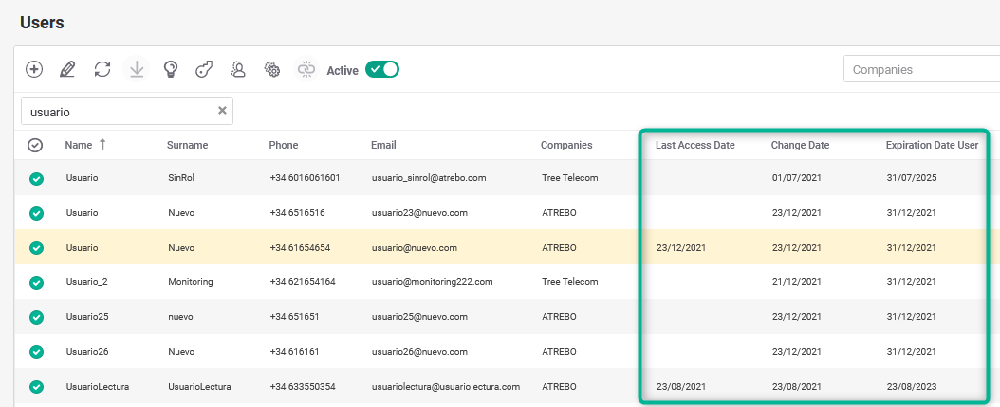 Users
Active
Companies
usuario
Name Surname Phone Email Companies Last Access Date Change Date Expiration Date User
Usuario SinRol +34 6016061601 usuario_sinrol@atrebo.com Tree Telecom 01/07/2021 31/07/2025
Usuario Nuevo +34 6516516 usuario23@nuevo.com ATREBO 23/12/2021 31/12/2021
Usuario Nuevo +34 61654654 usuario@nuevo.com ATREBO 23/12/2021 23/12/2021 31/12/2021
Usuario_2 Monitoring +34 621654164 usuario@monitoring222.com Tree Telecom 21/12/2021 31/12/2021
Usuario25 nuevo +34 651651 usuario25@nuevo.com ATREBO 23/12/2021 31/12/2021
Usuario26 Nuevo +34 616161 usuario26@nuevo.com ATREBO 23/12/2021 31/12/2021
UsuarioLectura UsuarioLectura +34 633550354 usuariolectura@usuariolectura.com ATREBO 23/08/2021 23/08/2021 23/08/2023